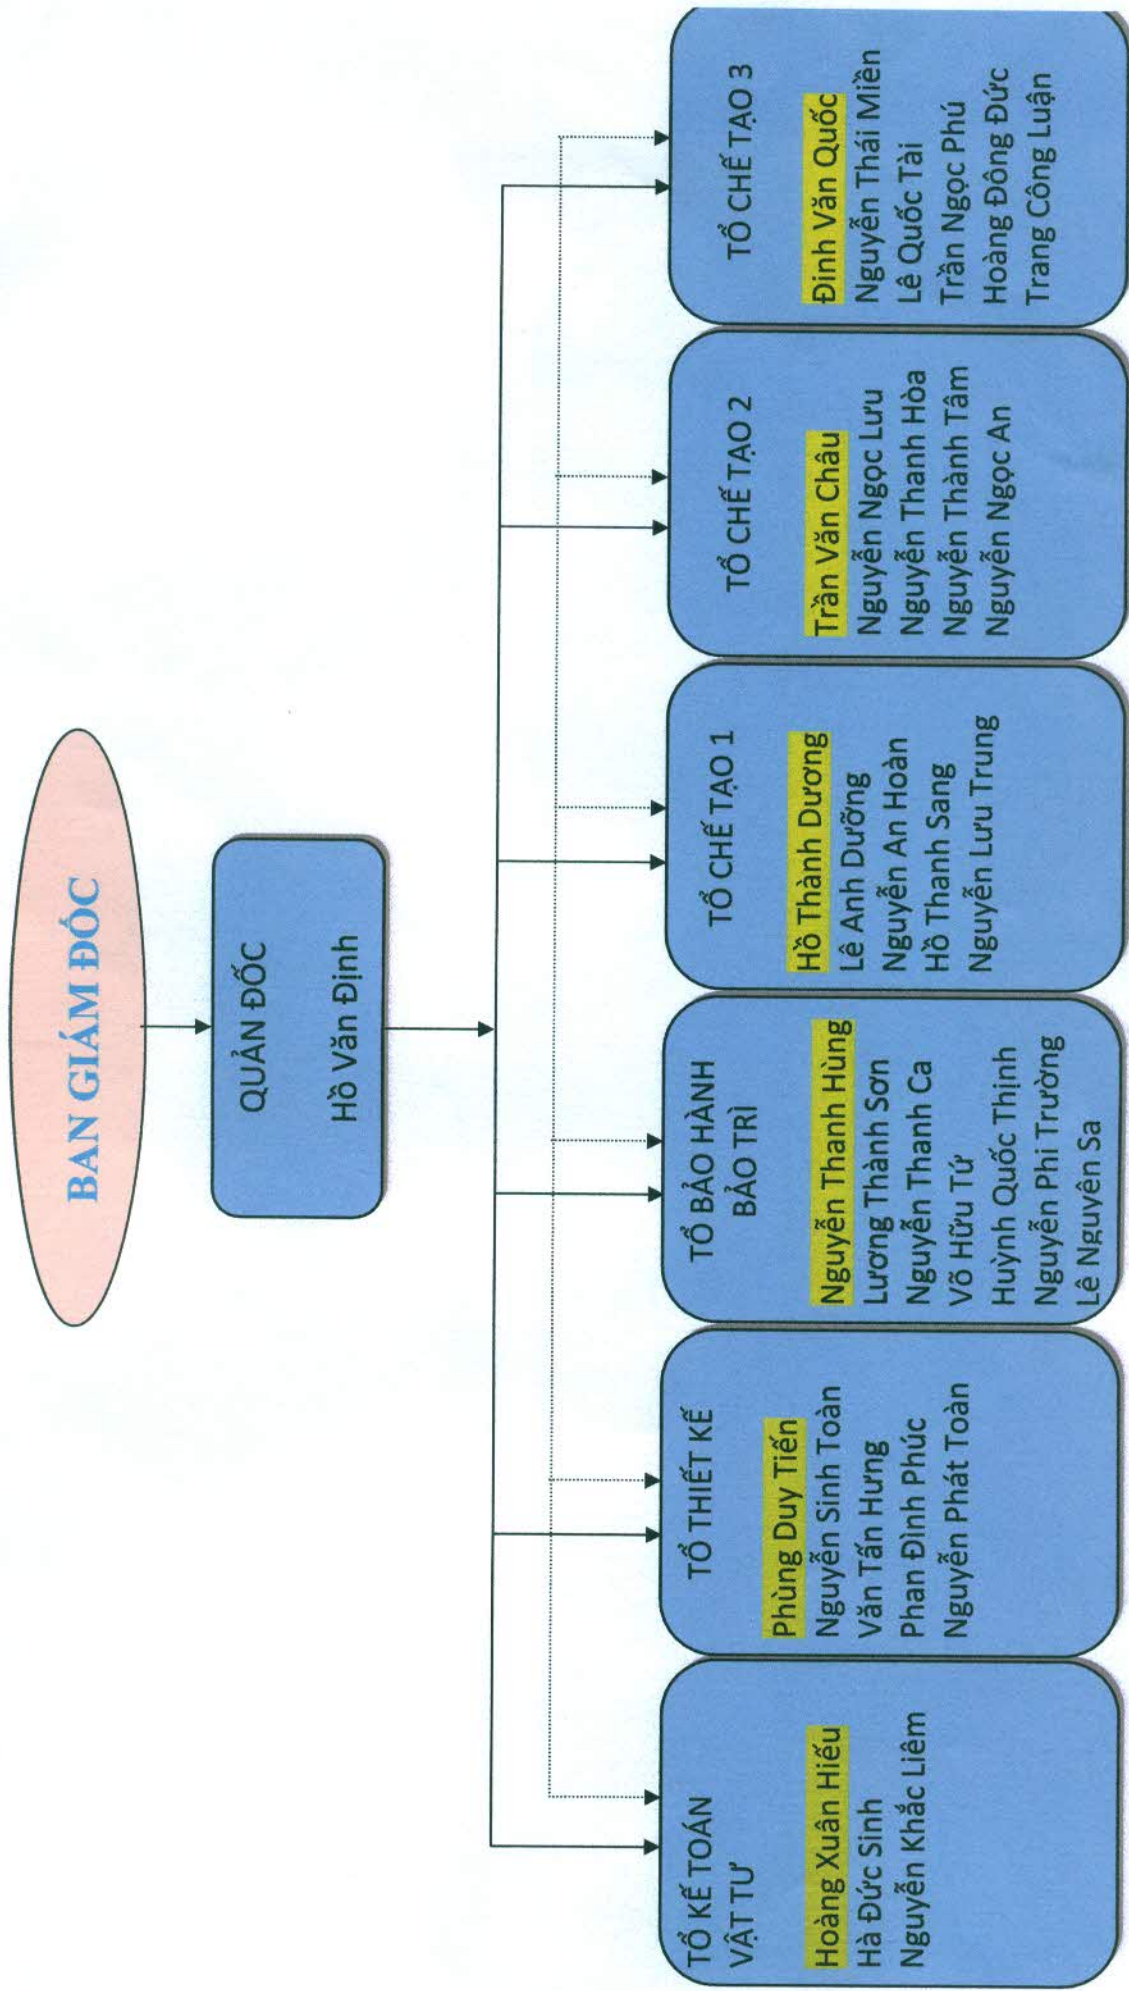 BAN GIÁM ĐỐC
QUẢN ĐỐC
Hồ Văn Định
TỔ KẾ TOÁN
VẬT TƯ
Hoàng Xuân Hiếu
Hà Đức Sinh
Nguyễn Khắc Liêm
TỔ THIẾT KẾ
Phùng Duy Tiến
Nguyễn Sinh Toàn
Văn Tấn Hưng
Phan Đình Phúc
Nguyễn Phát Toàn
TỔ BẢO HÀNH
BẢO TRÌ
Nguyễn Thanh Hùng
Lương Thành Sơn
Nguyễn Thanh Ca
Võ Hữu Tứ
Huỳnh Quốc Thịnh
Nguyễn Phi Trường
Lê Nguyên Sa
TỔ CHẾ TẠO 1
Hồ Thành Dương
Lê Anh Dưỡng
Nguyễn An Hoàn
Hồ Thanh Sang
Nguyễn Lưu Trung
TỔ CHẾ TẠO 2
Trần Văn Châu
Nguyễn Ngọc Lưu
Nguyễn Thanh Hòa
Nguyễn Thành Tâm
Nguyễn Ngọc An
TỔ CHẾ TẠO 3
Đinh Văn Quốc
Nguyễn Thái Miền
Lê Quốc Tài
Trần Ngọc Phú
Hoàng Đông Đức
Trang Công Luận